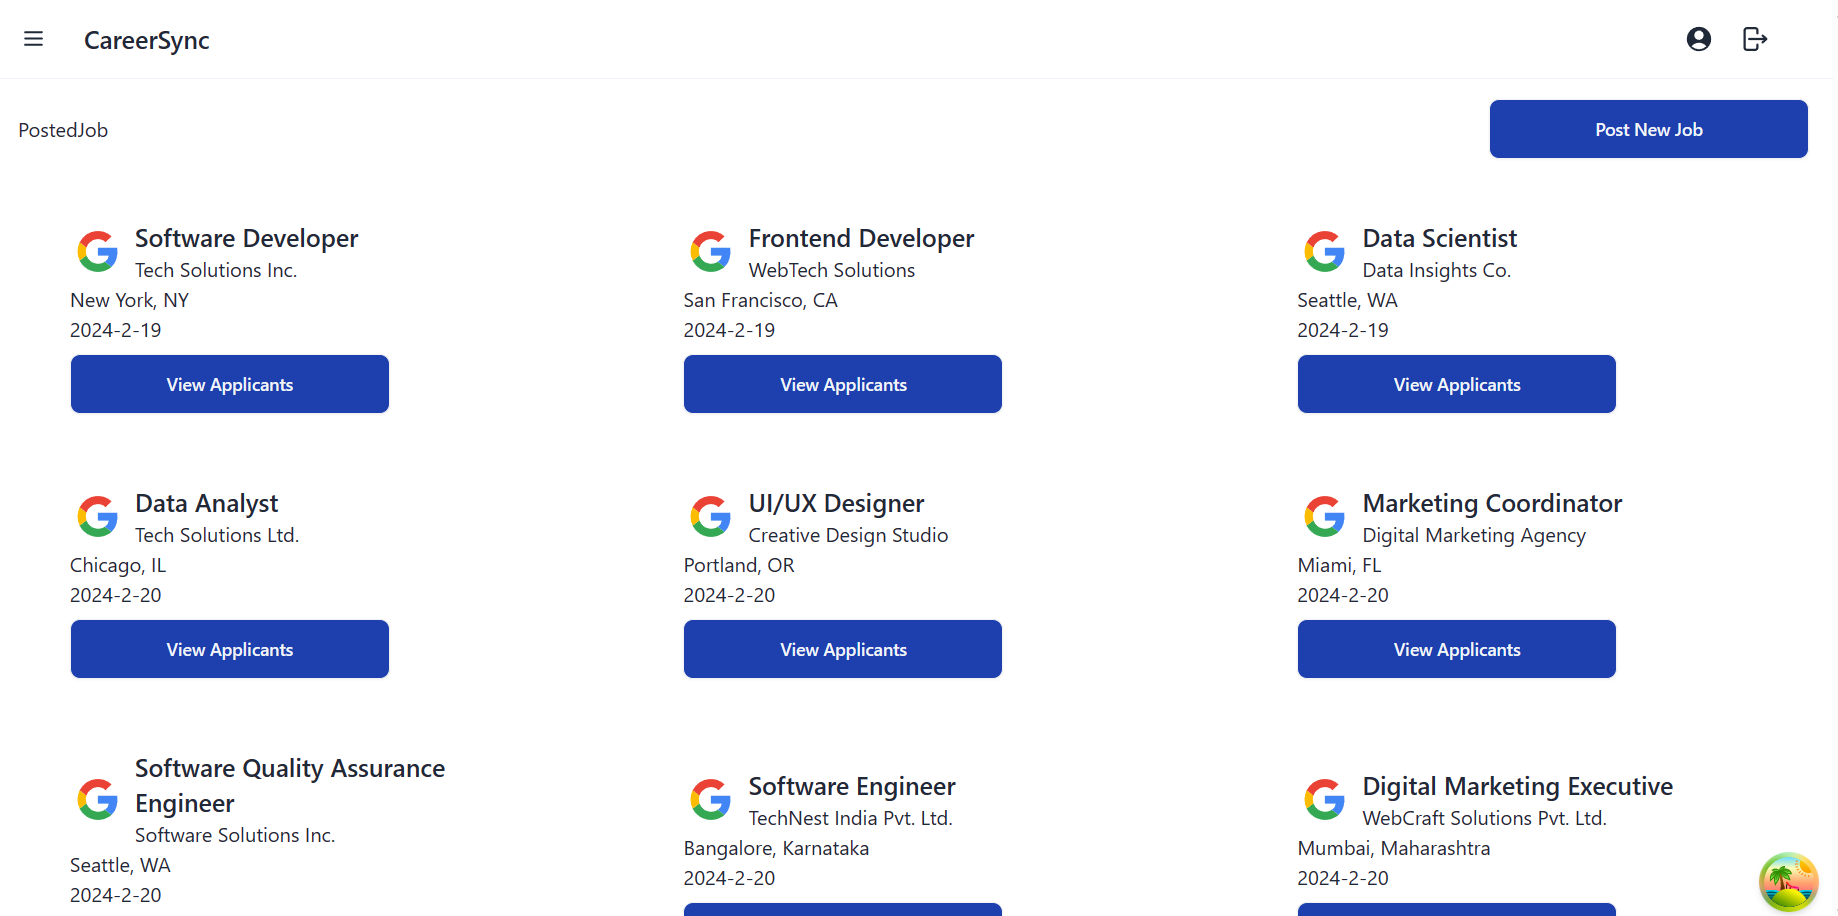 CareerSync
PostedJob
Post New Job
Software Developer
Tech Solutions Inc.
New York, NY
2024-2-19
View Applicants
Frontend Developer
WebTech Solutions
San Francisco, CA
2024-2-19
View Applicants
Data Scientist
Data Insights Co.
Seattle, WA
2024-2-19
View Applicants
Data Analyst
Tech Solutions Ltd.
Chicago, IL
2024-2-20
View Applicants
UI/UX Designer
Creative Design Studio
Portland, OR
2024-2-20
View Applicants
Marketing Coordinator
Digital Marketing Agency
Miami, FL
2024-2-20
View Applicants
Software Quality Assurance
Engineer
Software Solutions Inc.
Seattle, WA
2024-2-20
Software Engineer
TechNest India Pvt. Ltd.
Bangalore, Karnataka
2024-2-20
Digital Marketing Executive
WebCraft Solutions Pvt. Ltd.
Mumbai, Maharashtra
2024-2-20